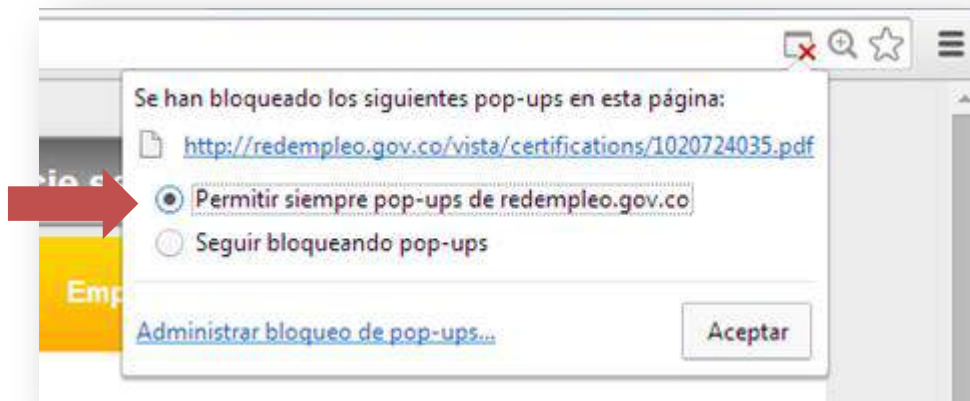 Se han bloqueado los siguientes pop-ups en esta página:
http://redempleo.gov.co/vista/certifications/1020724035.pdf
Permitir siempre pop-ups de redempleo.gov.co
Seguir bloqueando pop-ups
Emp
Administrar bloqueo de pop-ups...
Aceptar